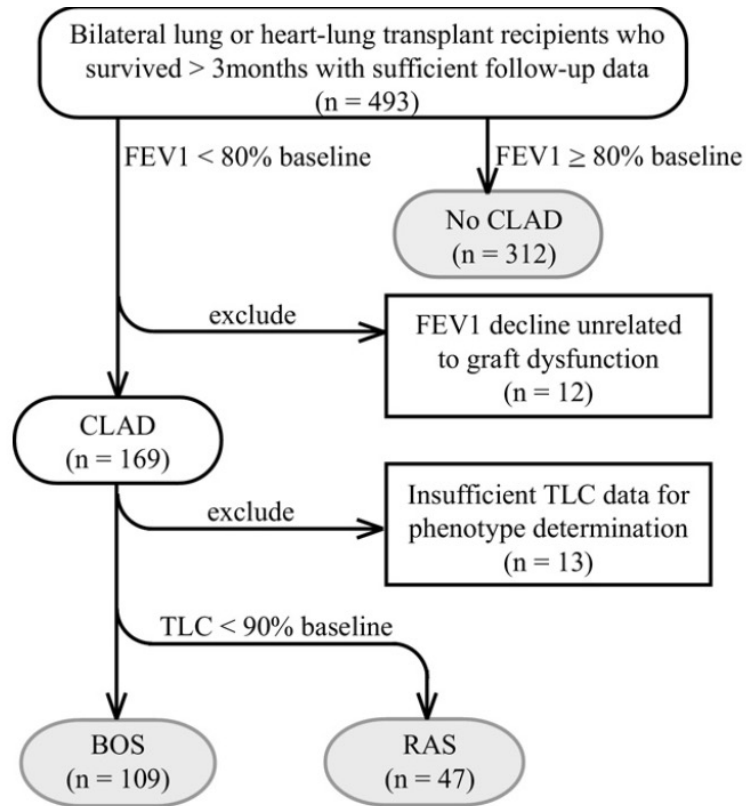 Bilateral lung or heart-lung transplant recipients who
survived > 3months with sufficient follow-up data
(n = 493)
FEV1 < 80% baseline
FEV1 ≥ 80% baseline
No CLAD
(n = 312)
exclude
FEV1 decline unrelated
to graft dysfunction
(n = 12)
CLAD
(n = 169)
exclude
Insufficient TLC data for
phenotype determination
(n = 13)
TLC < 90% baseline
BOS
(n = 109)
RAS
(n = 47)